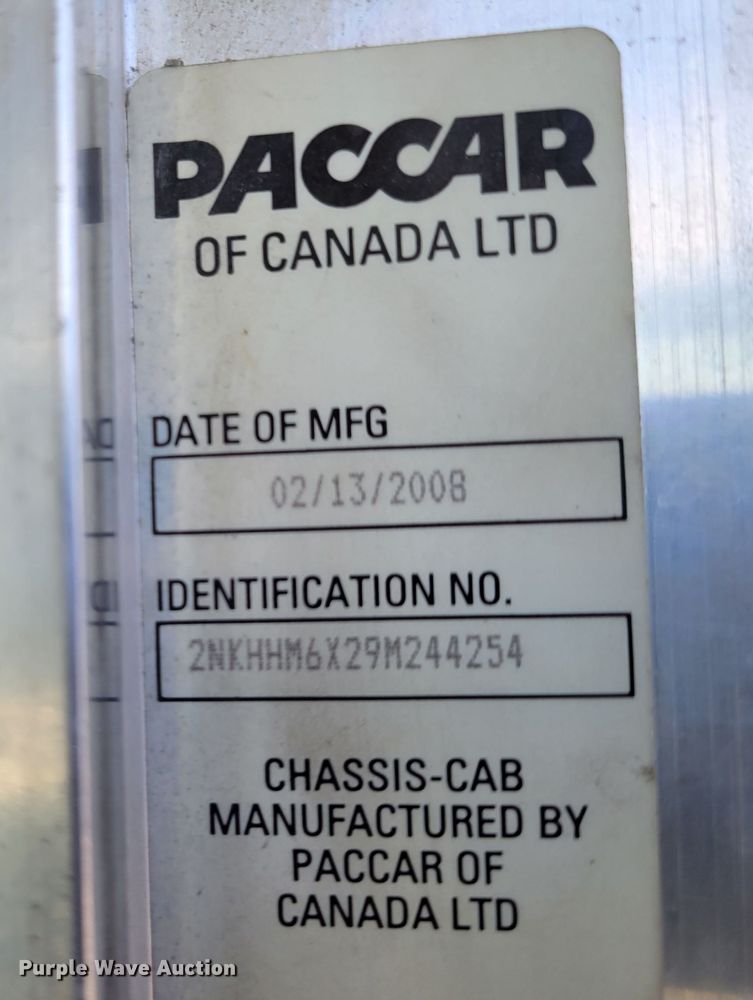 PACCAR
OF CANADA LTD
DATE OF MFG
02/13/2008
IDENTIFICATION NO.
2NKHHM6X29M244254
CHASSIS-CAB
MANUFACTURED BY
PACCAR OF
CANADA LTD
Purple Wave Auction